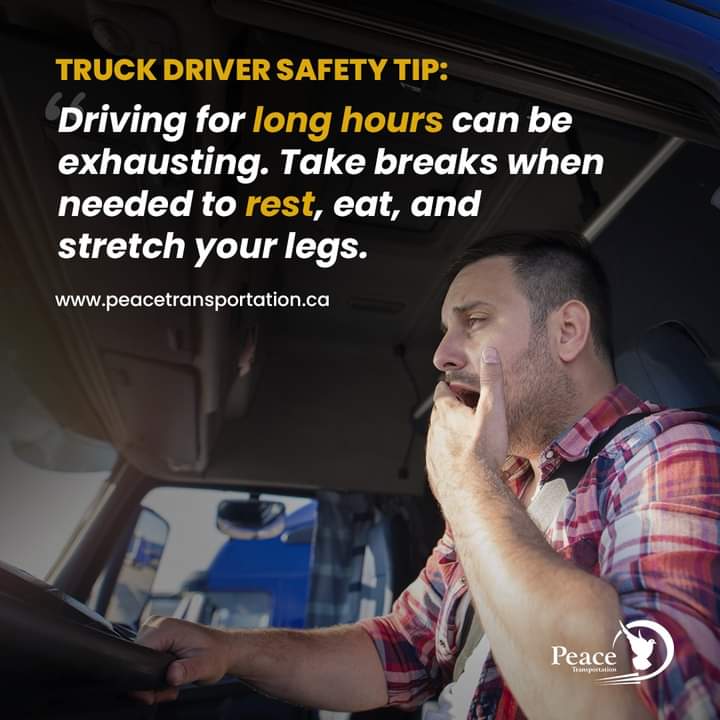 TRUCK DRIVER SAFETY TIP:
“Driving for long hours can be
exhausting. Take breaks when
needed to rest, eat, and
stretch your legs.
www.peacetransportation.ca
Peace
Transportation